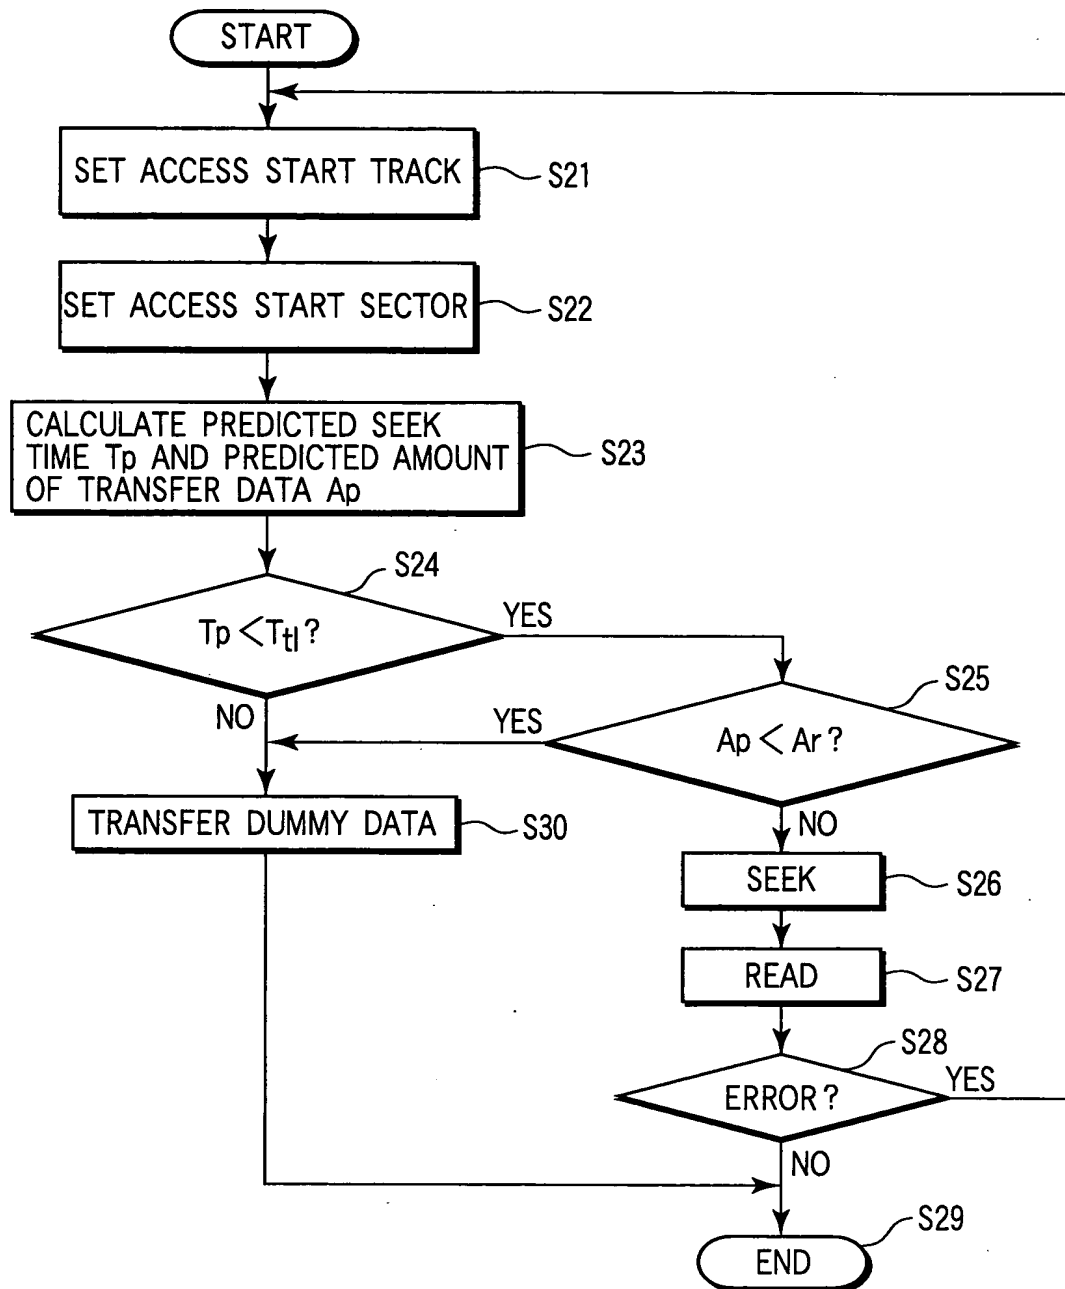 START
SET ACCESS START TRACK
S21
SET ACCESS START SECTOR
S22
CALCULATE PREDICTED SEEK
TIME Tp AND PREDICTED AMOUNT
OF TRANSFER DATA Ap
S23
S24
Tp < Ttl ?
YES
NO
S25
Ap < Ar ?
YES
NO
TRANSFER DUMMY DATA
S30
SEEK
S26
READ
S27
S28
ERROR ?
YES
NO
S29
END